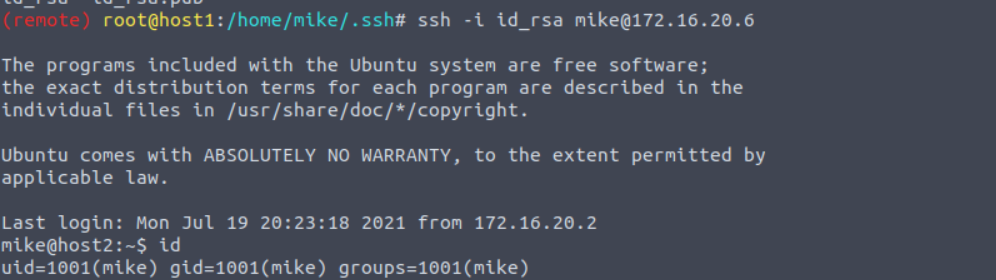 id_rsa id_rsa.pub
(remote) root@host1:/home/mike/.ssh# ssh -i id_rsa mike@172.16.20.6
The programs included with the Ubuntu system are free software;
the exact distribution terms for each program are described in the
individual files in /usr/share/doc/*/copyright.
Ubuntu comes with ABSOLUTELY NO WARRANTY, to the extent permitted by
applicable law.
Last login: Mon Jul 19 20:23:18 2021 from 172.16.20.2
mike@host2:~$ id
uid=1001(mike) gid=1001(mike) groups=1001(mike)